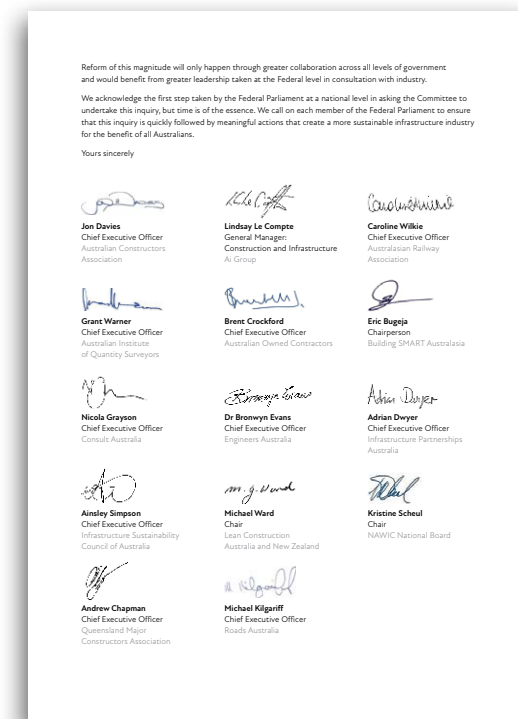 Reform of this magnitude will only happen through greater collaboration across all levels of government
and would benefit from greater leadership taken at the Federal level in consultation with industry.
We acknowledge the first step taken by the Federal Parliament at a national level in asking the Committee to
undertake this inquiry, but time is of the essence. We call on each member of the Federal Parliament to ensure
that this inquiry is quickly followed by meaningful actions that create a more sustainable infrastructure industry
for the benefit of all Australians.
Yours sincerely
Jon Davies
Chief Executive Officer
Australian Constructors
Association
Lindsay Le Compte
General Manager:
Construction and Infrastructure
Ai Group
Caroline Wilkie
Caroline Wilkie
Chief Executive Officer
Australasian Railway
Association
Grant Warner
Chief Executive Officer
Australian Institute
of Quantity Surveyors
Brent Crockford
Chief Executive Officer
Australian Owned Contractors
Eric Bugeja
Chairperson
Building SMART Australasia
Nicola Grayson
Chief Executive Officer
Consult Australia
Bronwyn Evans
Dr Bronwyn Evans
Chief Executive Officer
Engineers Australia
Adrian Dwyer
Adrian Dwyer
Chief Executive Officer
Infrastructure Partnerships
Australia
Ainsley Simpson
Chief Executive Officer
Infrastructure Sustainability
Council of Australia
m.g. Ward
Michael Ward
Chair
Lean Construction
Australia and New Zealand
Kristine Scheul
Chair
NAWIC National Board
Andrew Chapman
Chief Executive Officer
Queensland Major
Constructors Association
M Kilgariff
Michael Kilgariff
Chief Executive Officer
Roads Australia